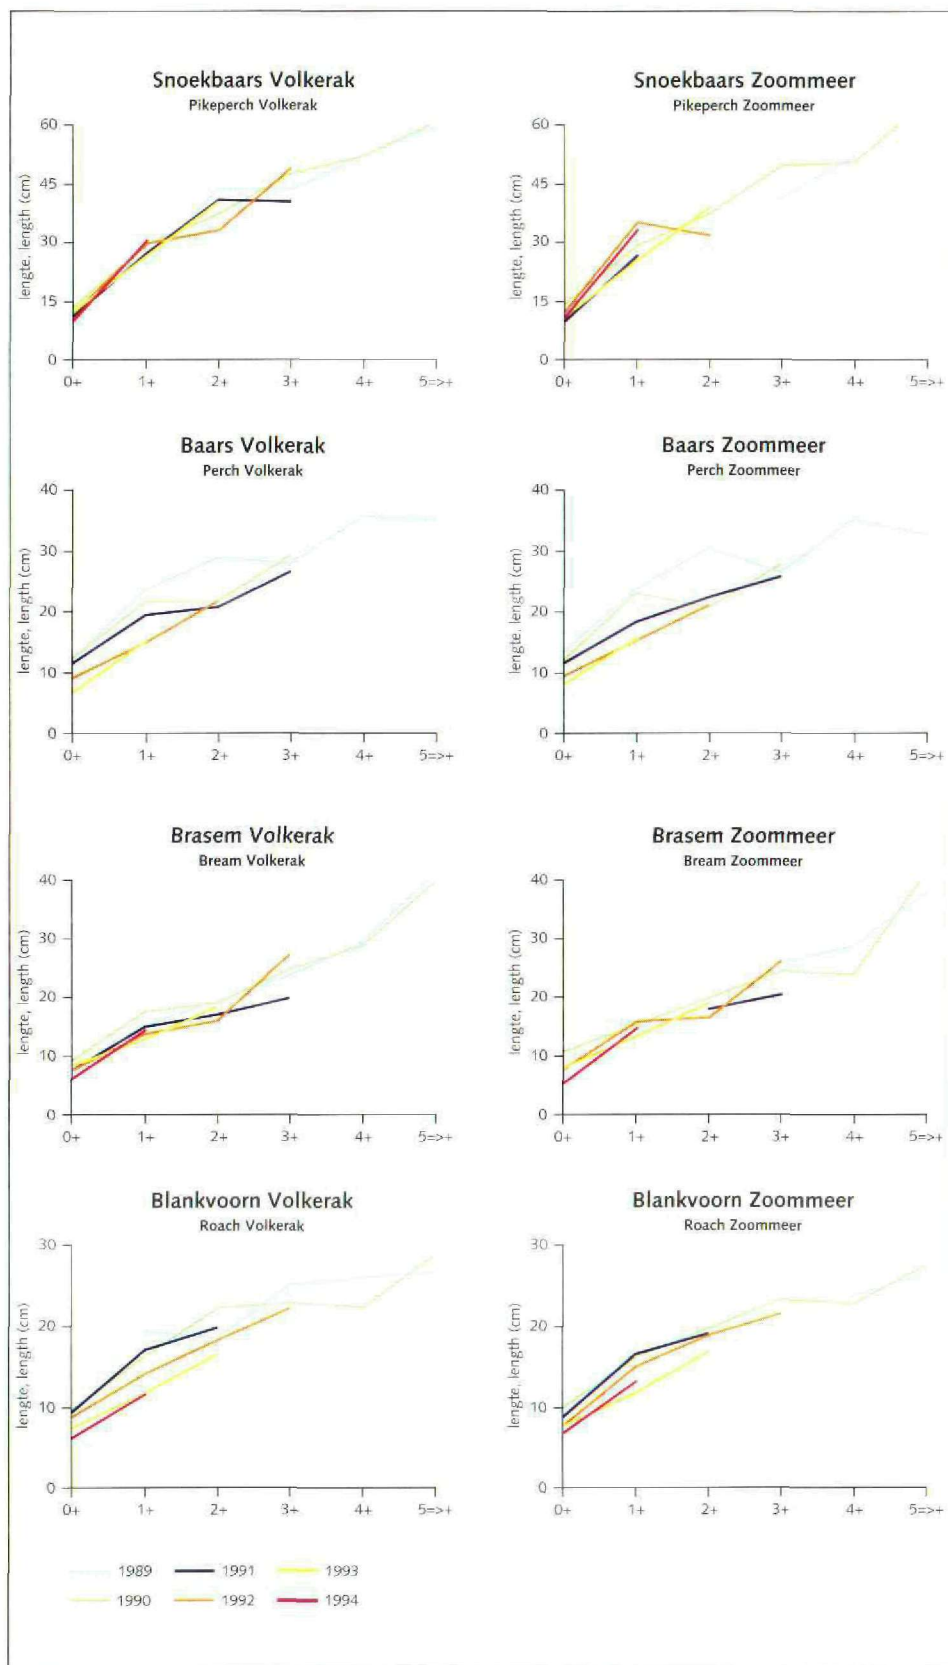 Snoekbaars Volkerak
Pikeperch Volkerak
60
45
30
15
0
lengte, length (cm)
0+ 1+ 2+ 3+ 4+ 5=>+
Snoekbaars Zoommeer
Pikeperch Zoommeer
60
45
30
15
0
lengte, length (cm)
0+ 1+ 2+ 3+ 4+ 5=>+
Baars Volkerak
Perch Volkerak
40
30
20
10
0
lengte, length (cm)
0+ 1+ 2+ 3+ 4+ 5=>+
Baars Zoommeer
Perch Zoommeer
40
30
20
10
0
lengte, length (cm)
0+ 1+ 2+ 3+ 4+ 5=>+
Brasem Volkerak
Bream Volkerak
40
30
20
10
0
lengte, length (cm)
0+ 1+ 2+ 3+ 4+ 5=>+
Brasem Zoommeer
Bream Zoommeer
40
30
20
10
0
lengte, length (cm)
0+ 1+ 2+ 3+ 4+ 5=>+
Blankvoorn Volkerak
Roach Volkerak
30
20
10
0
lengte, length (cm)
0+ 1+ 2+ 3+ 4+ 5=>+
Blankvoorn Zoommeer
Roach Zoommeer
30
20
10
0
lengte, length (cm)
0+ 1+ 2+ 3+ 4+ 5=>+
1989 1991 1993
1990 1992 1994